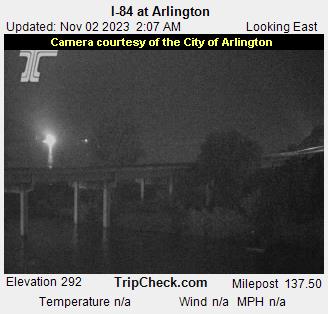 I-84 at Arlington
Updated: Nov 02 2023 2:07 AM Looking East
Camera courtesy of the City of Arlington
Elevation 292 TripCheck.com Milepost 137.50
Temperature n/a Wind n/a MPH n/a